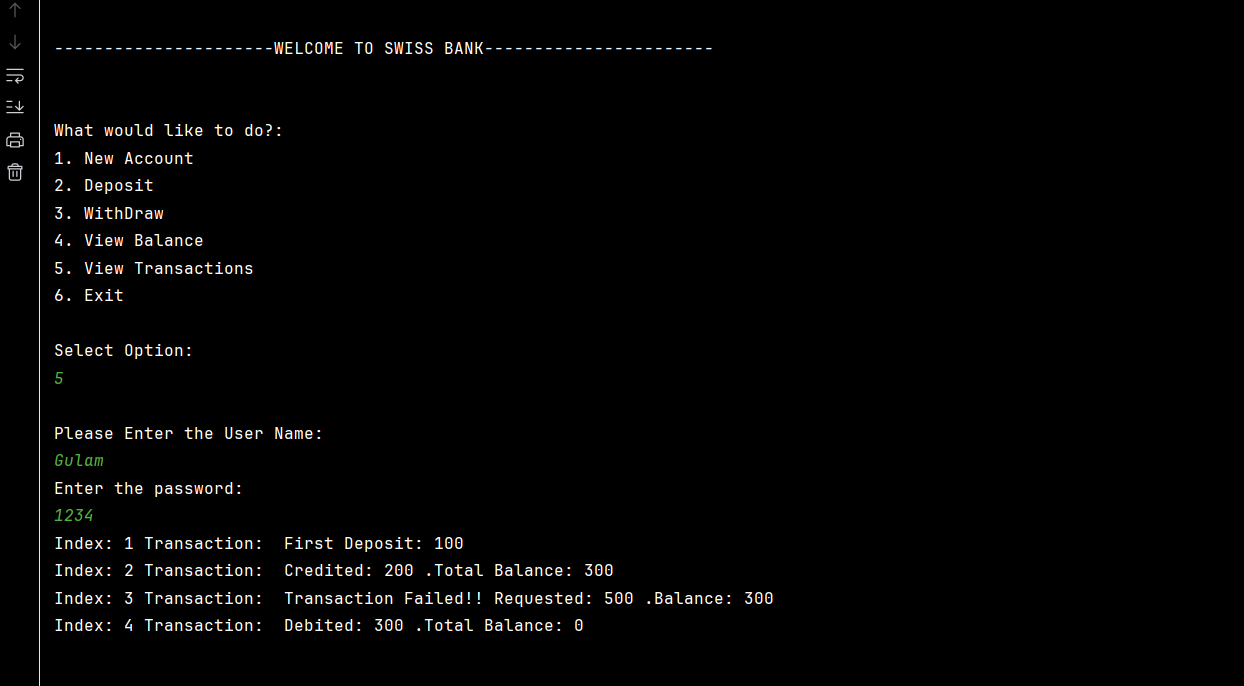 ----------------------WELCOME TO SWISS BANK-----------------------
What would like to do?:
1. New Account
2. Deposit
3. WithDraw
4. View Balance
5. View Transactions
6. Exit
Select Option:
5
Please Enter the User Name:
Gulam
Enter the password:
1234
Index: 1 Transaction:  First Deposit: 100
Index: 2 Transaction:  Credited: 200 .Total Balance: 300
Index: 3 Transaction:  Transaction Failed!! Requested: 500 .Balance: 300
Index: 4 Transaction:  Debited: 300 .Total Balance: 0